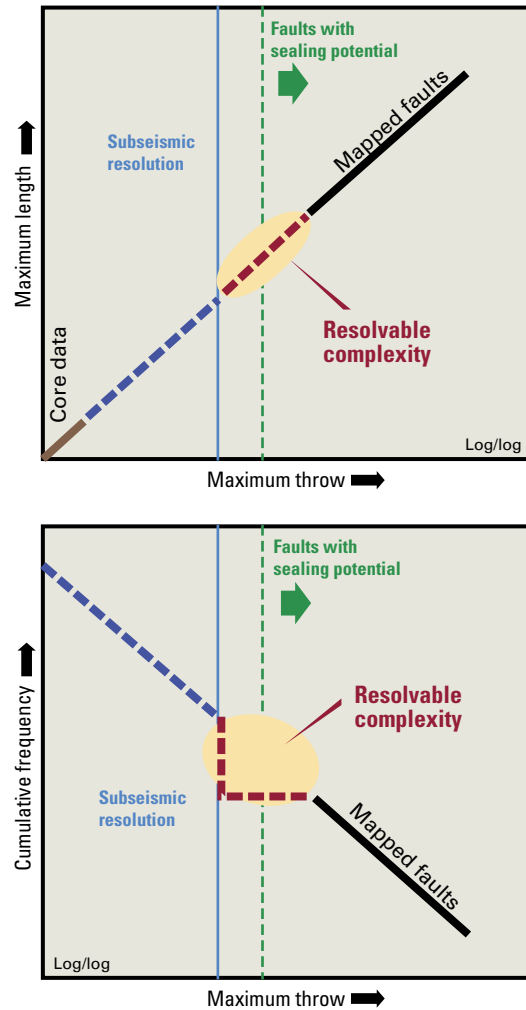 Faults with
sealing potential
Subseismic
resolution
Mapped faults
Maximum length
Resolvable
complexity
Core data
Log/log
Maximum throw
Faults with
sealing potential
Resolvable
complexity
Cumulative frequency
Subseismic
resolution
Mapped faults
Log/log
Maximum throw